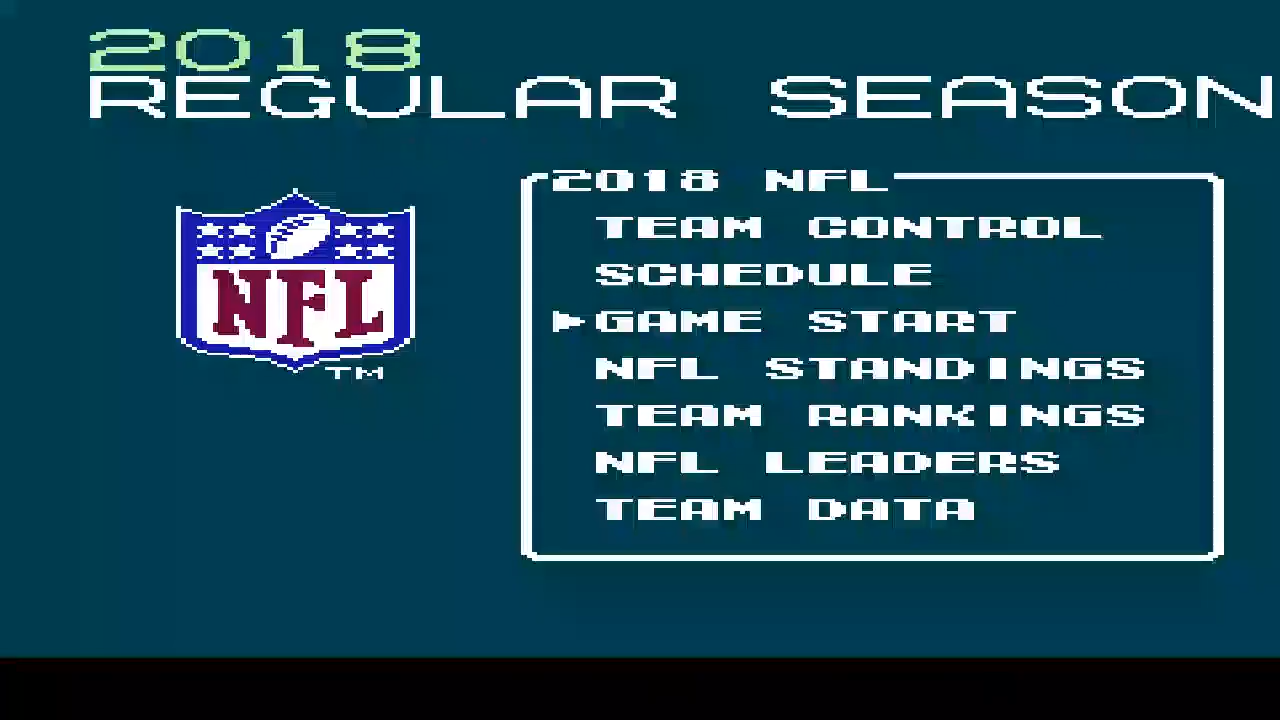 2018
REGULAR SEASON
2018 NFL
TEAM CONTROL
SCHEDULE
GAME START
NFL STANDINGS
TEAM RANKINGS
NFL LEADERS
TEAM DATA
NFL
TM